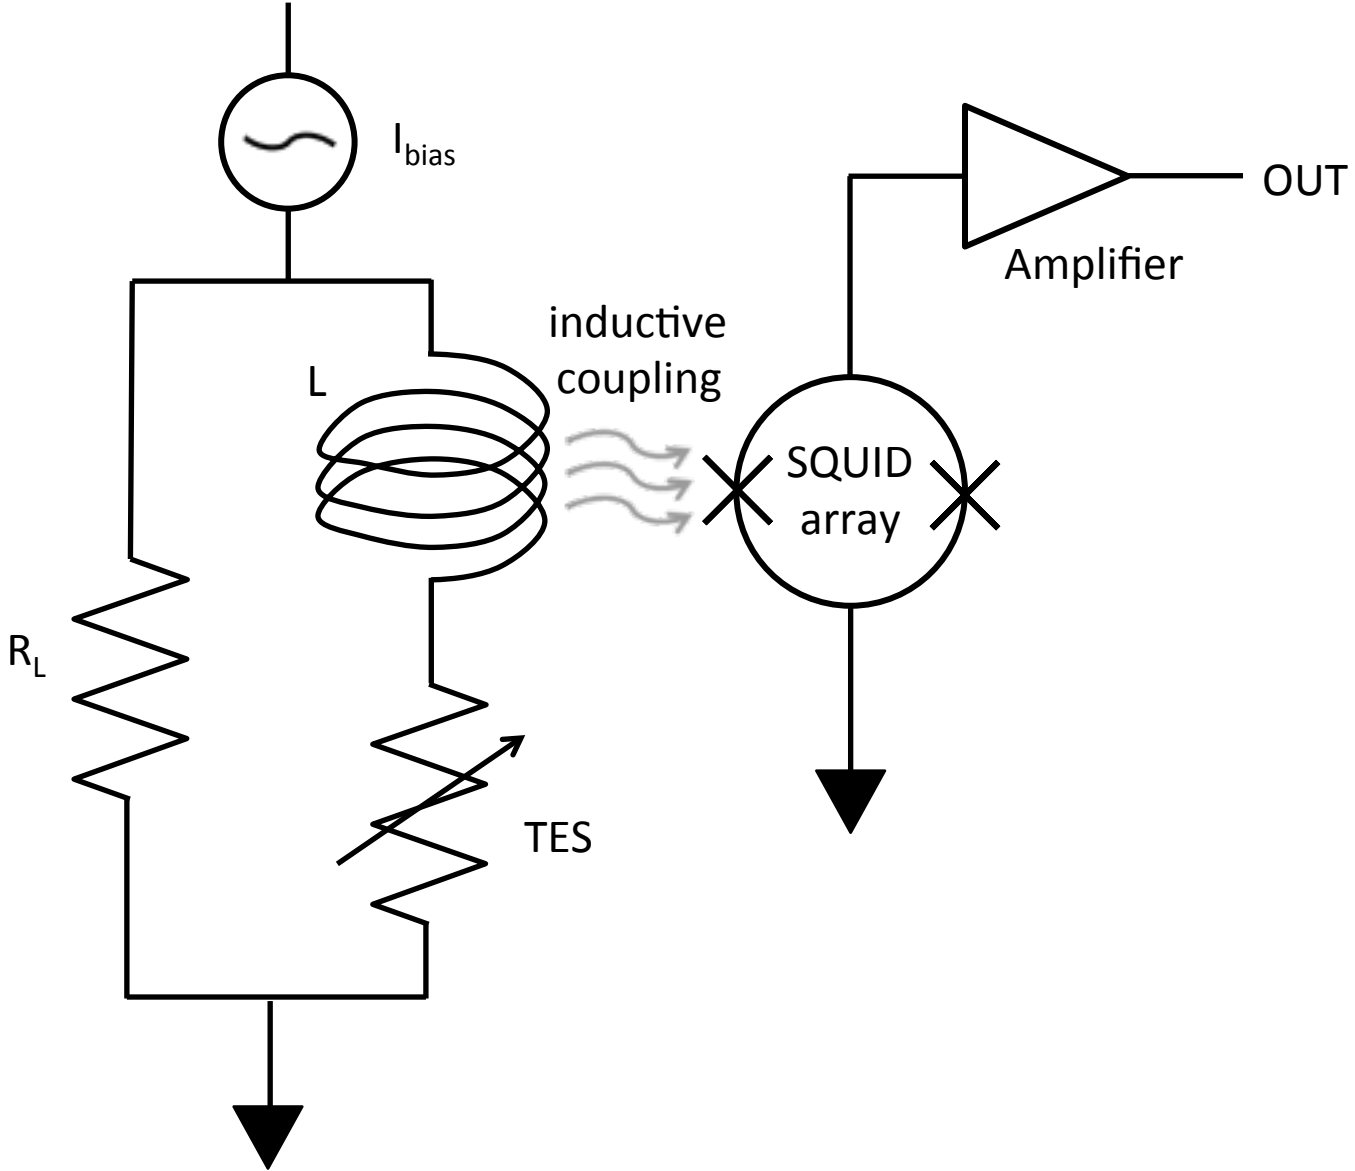 I_bias
OUT
Amplifier
inductive
coupling
L
SQUID
array
R_L
TES